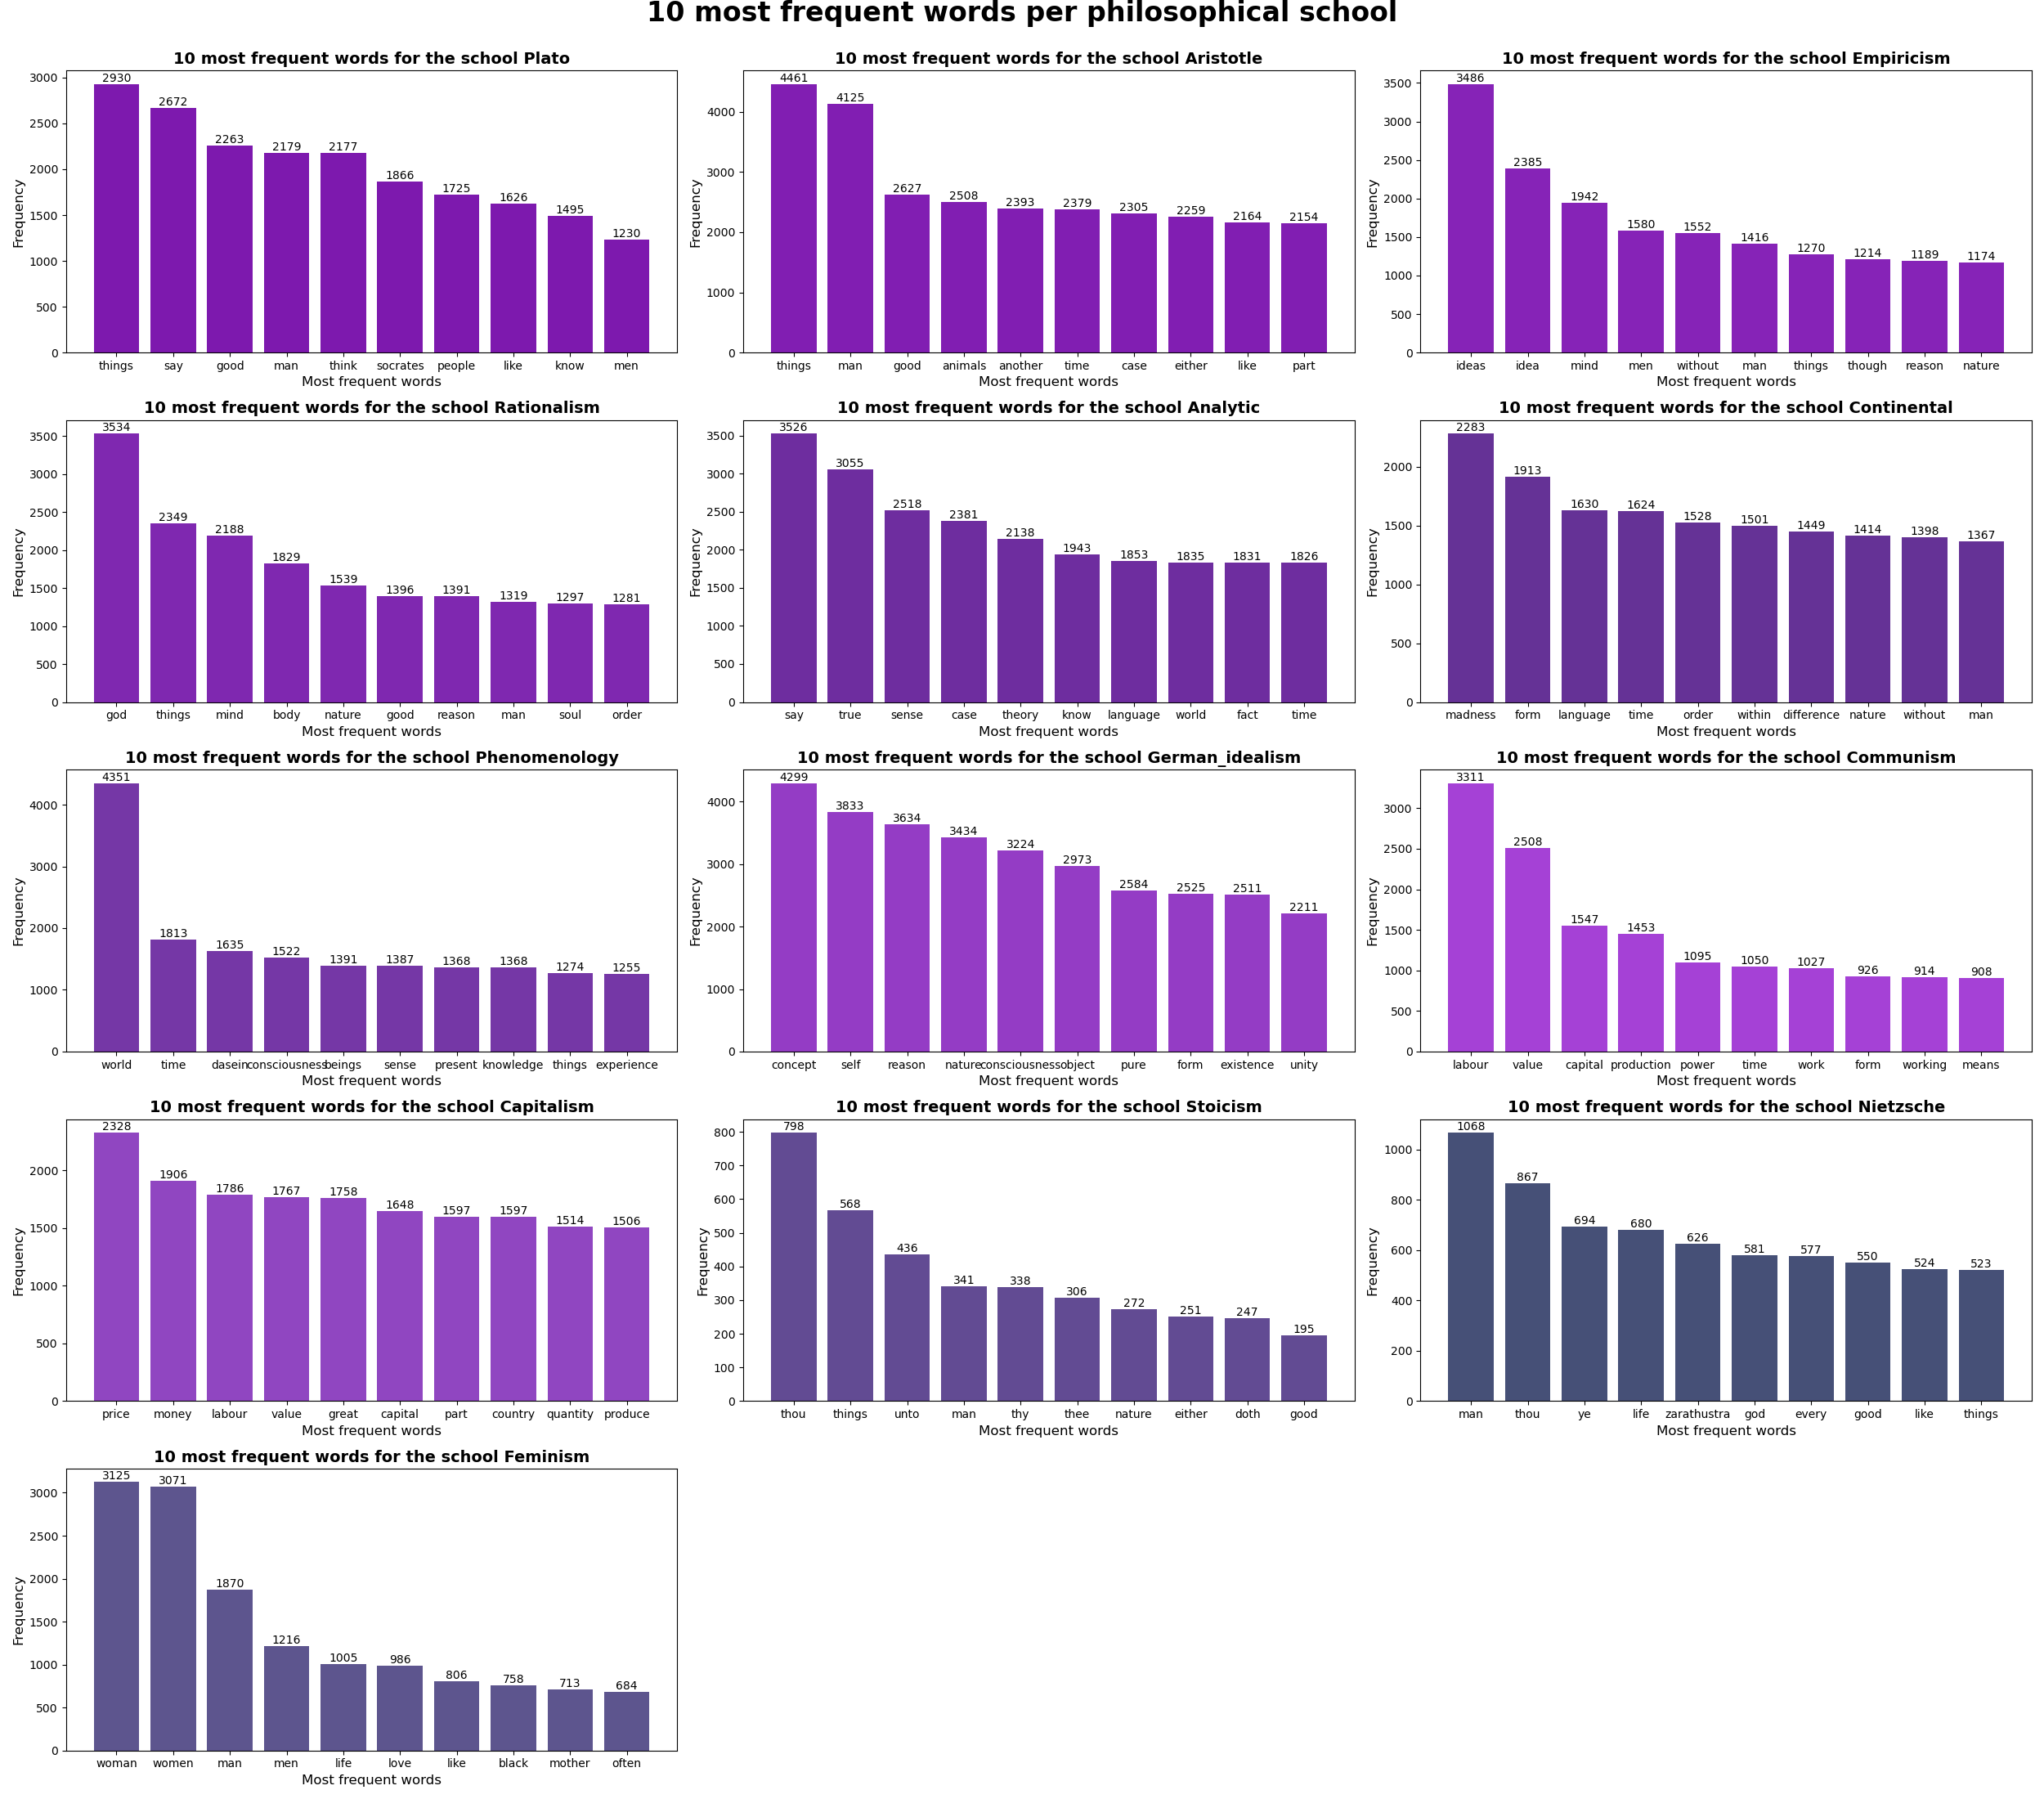 10 most frequent words per philosophical school
10 most frequent words for the school Plato
Frequency
3000
2500
2000
1500
1000
500
0
2930 2672 2263 2179 2177 1866 1725 1626 1495 1230
things say good man think socrates people like know men
Most frequent words
10 most frequent words for the school Aristotle
Frequency
4000
3000
2000
1000
0
4461 4125 2627 2508 2393 2379 2305 2259 2164 2154
things man good animals another time case either like part
Most frequent words
10 most frequent words for the school Empiricism
Frequency
3500
3000
2500
2000
1500
1000
500
0
3486 2385 1942 1580 1552 1416 1270 1214 1189 1174
ideas idea mind men without man things though reason nature
Most frequent words
10 most frequent words for the school Rationalism
Frequency
3500
3000
2500
2000
1500
1000
500
0
3534 2349 2188 1829 1539 1396 1391 1319 1297 1281
god things mind body nature good reason man soul order
Most frequent words
10 most frequent words for the school Analytic
Frequency
3500
3000
2500
2000
1500
1000
500
0
3526 3055 2518 2381 2138 1943 1853 1835 1831 1826
say true sense case theory know language world fact time
Most frequent words
10 most frequent words for the school Continental
Frequency
2000
1500
1000
500
0
2283 1913 1630 1624 1528 1501 1449 1414 1398 1367
madness form language time order within difference nature without man
Most frequent words
10 most frequent words for the school Phenomenology
Frequency
4000
3000
2000
1000
0
4351 1813 1635 1522 1391 1387 1368 1368 1274 1255
world time dasein consciousness beings sense present knowledge things experience
Most frequent words
10 most frequent words for the school German_idealism
Frequency
4000
3000
2000
1000
0
4299 3833 3634 3434 3224 2973 2584 2525 2511 2211
concept self reason nature consciousness object pure form existence unity
Most frequent words
10 most frequent words for the school Communism
Frequency
3000
2500
2000
1500
1000
500
0
3311 2508 1547 1453 1095 1050 1027 926 914 908
labour value capital production power time work form working means
Most frequent words
10 most frequent words for the school Capitalism
Frequency
2000
1500
1000
500
0
2328 1906 1786 1767 1758 1648 1597 1597 1514 1506
price money labour value great capital part country quantity produce
Most frequent words
10 most frequent words for the school Stoicism
Frequency
800
700
600
500
400
300
200
100
0
798 568 436 341 338 306 272 251 247 195
thou things unto man thy thee nature either doth good
Most frequent words
10 most frequent words for the school Nietzsche
Frequency
1000
800
600
400
200
0
1068 867 694 680 626 581 577 550 524 523
man thou ye life zarathustra god every good like things
Most frequent words
10 most frequent words for the school Feminism
Frequency
3000
2500
2000
1500
1000
500
0
3125 3071 1870 1216 1005 986 806 758 713 684
woman women man men life love like black mother often
Most frequent words